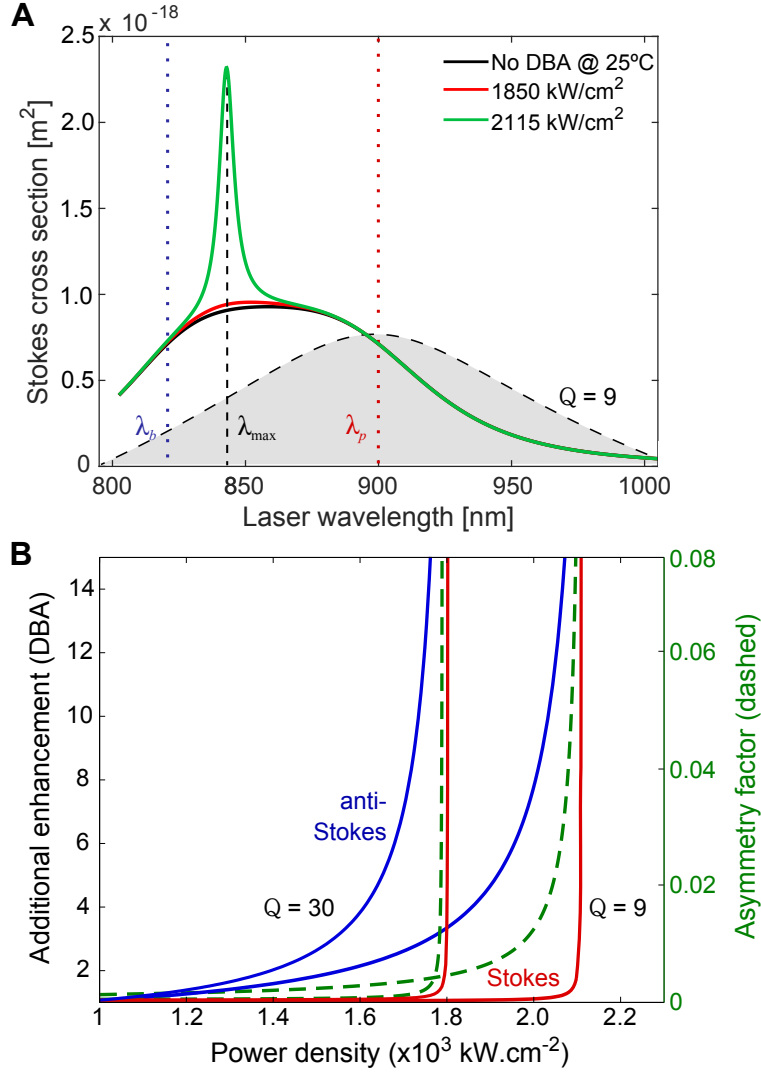 A
x 10⁻¹⁸
2.5
2.0
1.5
1.0
0.5
0
Stokes cross section [m²]
No DBA @ 25ºC
1850 kW/cm²
2115 kW/cm²
λb
λmax
λp
Q = 9
800
850
900
950
1000
Laser wavelength [nm]
B
14
12
10
8
6
4
2
Additional enhancement (DBA)
0.08
0.06
0.04
0.02
0
Asymmetry factor (dashed)
anti-
Stokes
Q = 30
Q = 9
Stokes
1
1.2
1.4
1.6
1.8
2.0
2.2
Power density (x10³ kW.cm⁻²)